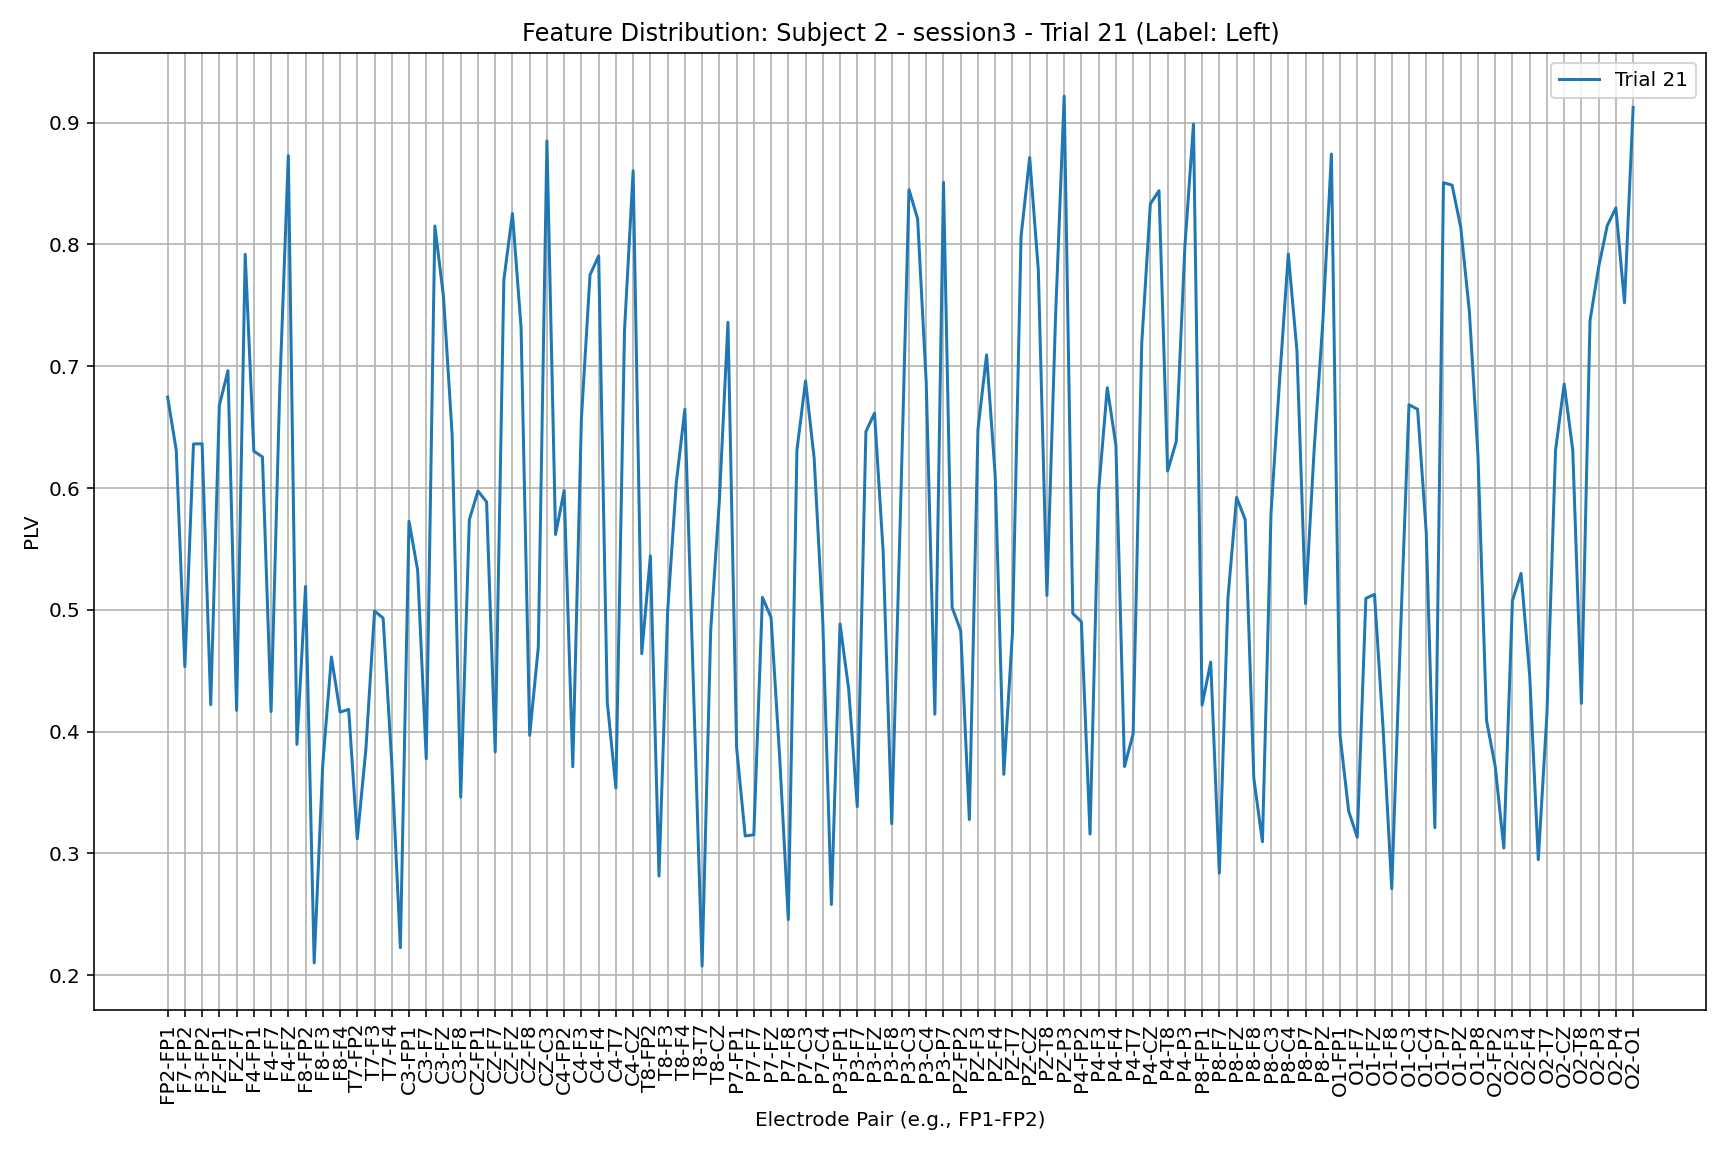 Feature Distribution: Subject 2 - session3 - Trial 21 (Label: Left)
Trial 21
0.9
0.8
0.7
0.6
0.5
0.4
0.3
0.2
PLV
FP2-FP1
F7-FP2
F3-FP2
FZ-FP1
FZ-F7
F4-FP1
F4-F7
F4-FZ
F8-FP2
F8-F3
F8-F4
T7-FP2
T7-F3
T7-F4
C3-FP1
C3-F7
C3-FZ
C3-F8
CZ-FP1
CZ-F7
CZ-FZ
CZ-F8
CZ-C3
C4-FP2
C4-F3
C4-F4
C4-T7
C4-CZ
T8-FP2
T8-F3
T8-F4
T8-T7
T8-CZ
P7-FP1
P7-F7
P7-FZ
P7-F8
P7-C3
P7-C4
P3-FP1
P3-F7
P3-FZ
P3-F8
P3-C3
P3-C4
P3-P7
PZ-FP2
PZ-F3
PZ-F4
PZ-T7
PZ-CZ
PZ-T8
PZ-P3
P4-FP2
P4-F3
P4-F4
P4-T7
P4-CZ
P4-T8
P4-P3
P8-FP1
P8-F7
P8-FZ
P8-F8
P8-C3
P8-C4
P8-P7
P8-PZ
O1-FP1
O1-F7
O1-FZ
O1-F8
O1-C3
O1-C4
O1-P7
O1-PZ
O1-P8
O2-FP2
O2-F3
O2-F4
O2-T7
O2-CZ
O2-T8
O2-P3
O2-P4
O2-O1
Electrode Pair (e.g., FP1-FP2)